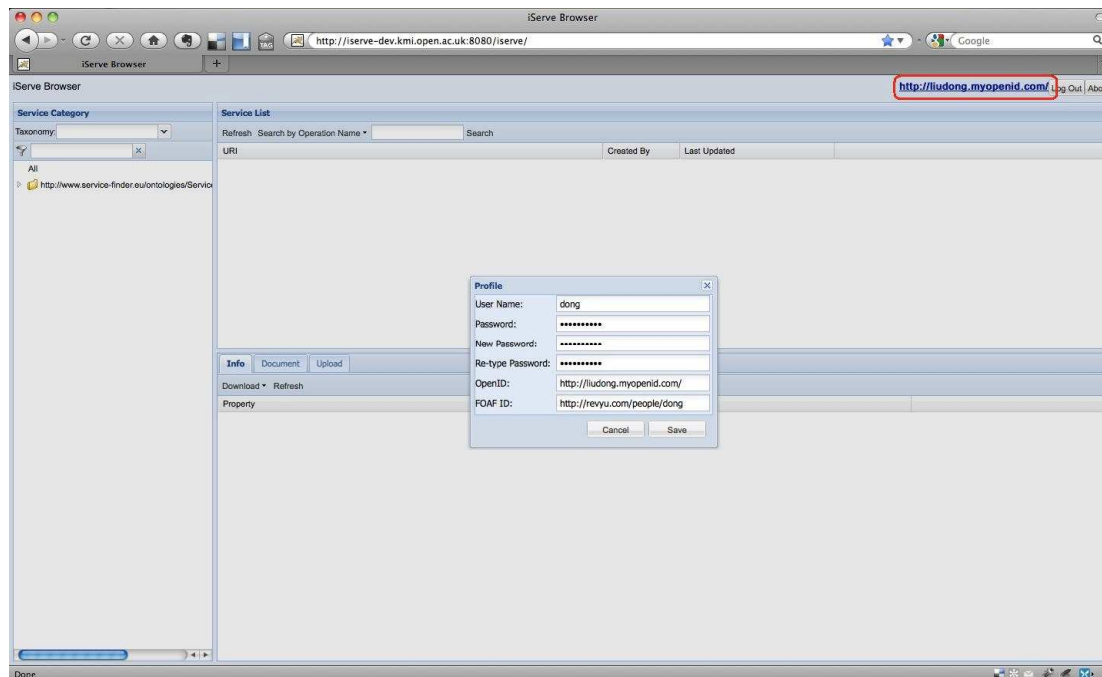 iServe Browser
http://iserve-dev.kmi.open.ac.uk:8080/iserve/
Google
iServe Browser
iServe Browser
http://liudong.myopenid.com/
Log Out
Abo
Service Category
Service List
Taxonomy:
Refresh Search by Operation Name
Search
URI
Created By
Last Updated
All
http://www.service-finder.eu/ontologies/Servic
Profile
User Name:
dong
Password:
••••••••••
New Password:
••••••••••
Re-type Password:
••••••••••
OpenID:
http://liudong.myopenid.com/
FOAF ID:
http://revyu.com/people/dong
Cancel
Save
Info
Document
Upload
Download Refresh
Property
Done